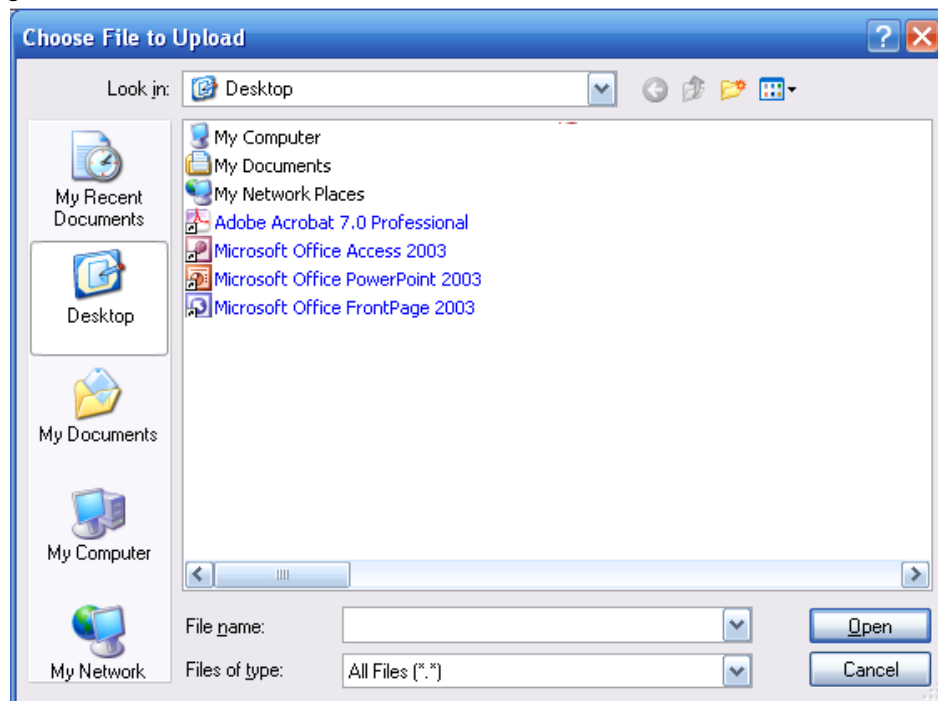 Choose File to Upload
Look in: Desktop
My Computer
My Documents
My Network Places
Adobe Acrobat 7.0 Professional
Microsoft Office Access 2003
Microsoft Office PowerPoint 2003
Microsoft Office FrontPage 2003
My Recent
Documents
Desktop
My Documents
My Computer
My Network
File name:
Open
Files of type: All Files (*.*)
Cancel